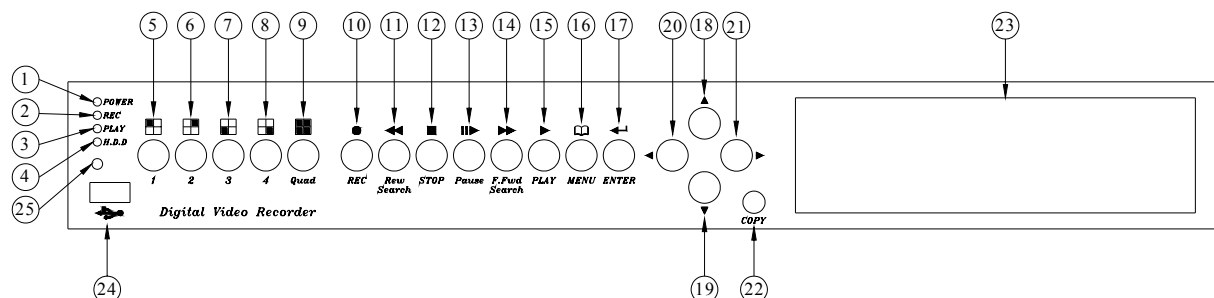 5 6 7 8 9 10 11 12 13 14 15 16 17 20 18 21 23
1 POWER
2 REC
3 PLAY
4 H.D.D
25
1 2 3 4 Quad REC Rew Search STOP Pause F.Fwd Search PLAY MENU ENTER
Digital Video Recorder
COPY
24 19 22